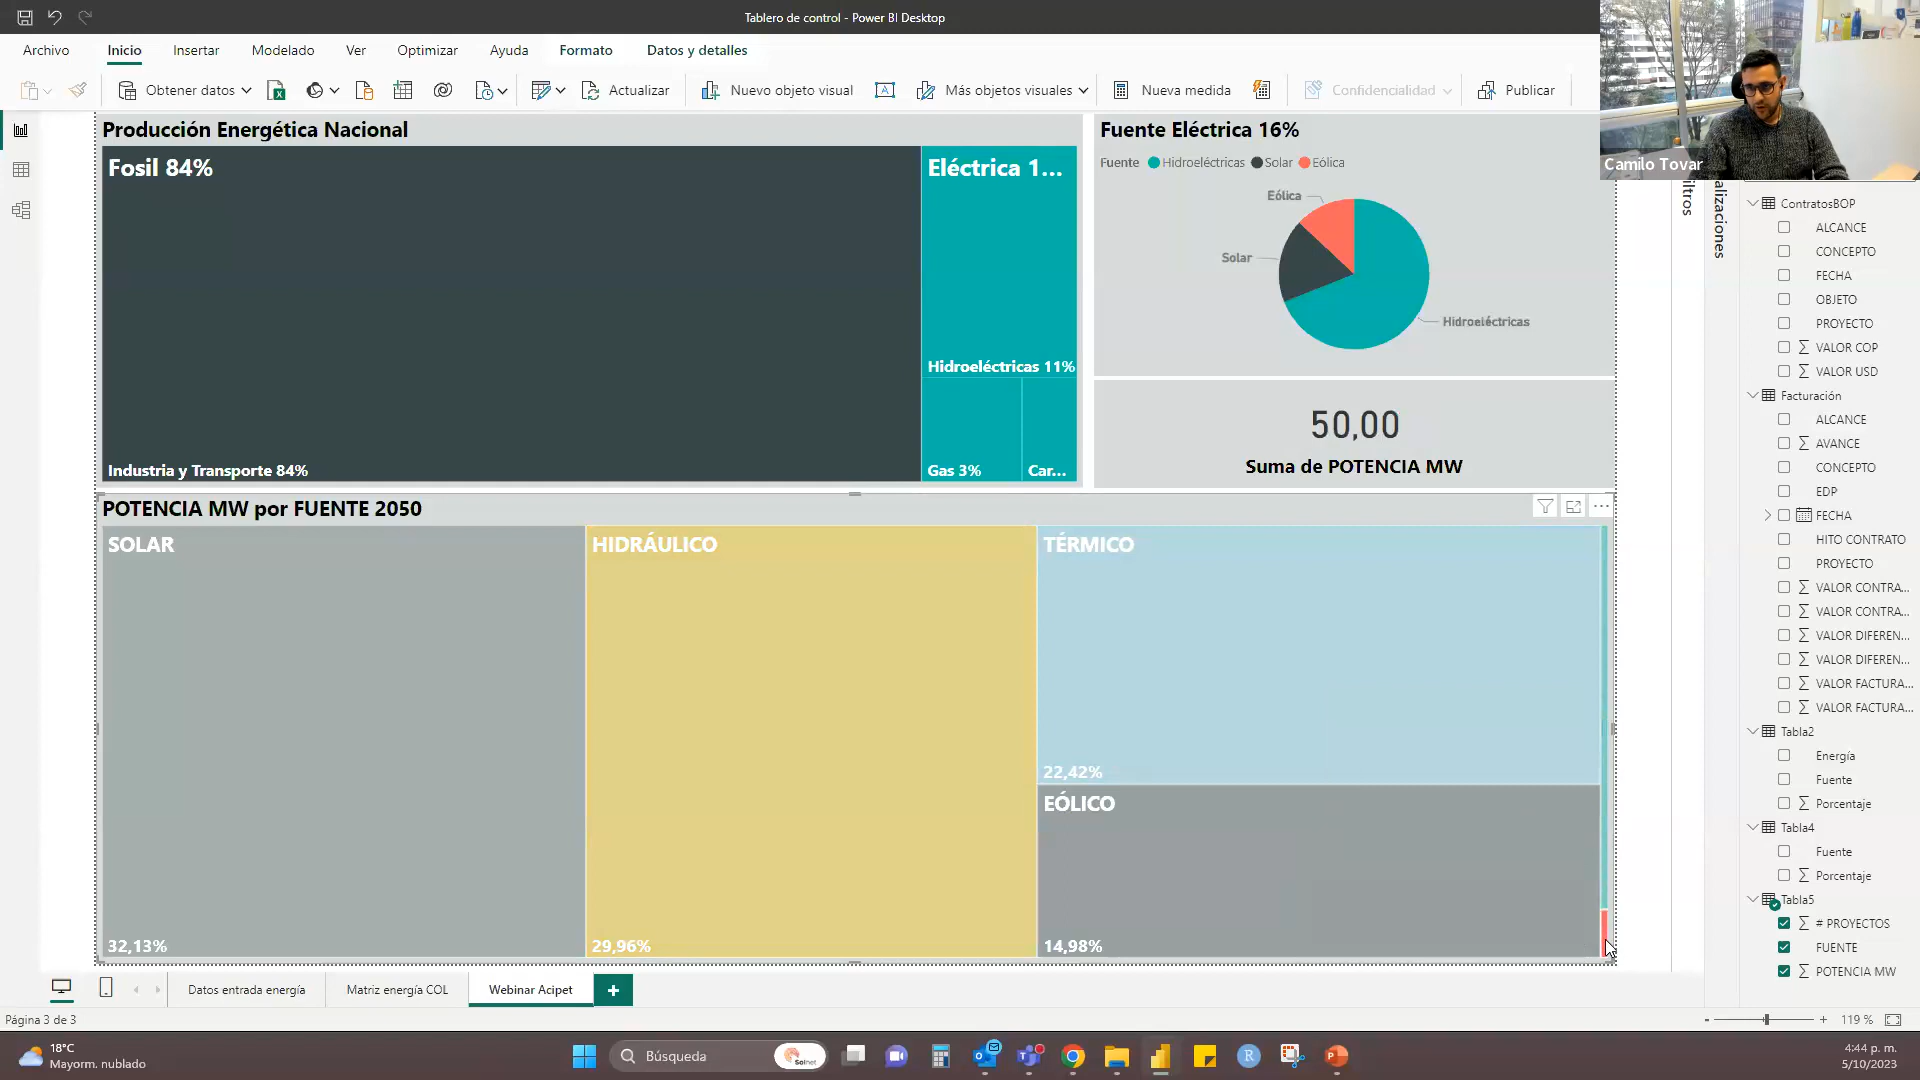 Tablero de control - Power BI Desktop
Archivo
Inicio
Insertar
Modelado
Ver
Optimizar
Ayuda
Formato
Datos y detalles
Obtener datos
Actualizar
Nuevo objeto visual
Más objetos visuales
Nueva medida
Confidencialidad
Publicar
Camilo Tovar
Producción Energética Nacional
Fosil 84%
Industria y Transporte 84%
Eléctrica 1...
Hidroeléctricas 11%
Gas 3%
Car...
Fuente Eléctrica 16%
Fuente
Hidroeléctricas
Solar
Eólica
Eólica
Solar
Hidroeléctricas
50,00
Suma de POTENCIA MW
POTENCIA MW por FUENTE 2050
SOLAR
32,13%
HIDRÁULICO
29,96%
TÉRMICO
22,42%
EÓLICO
14,98%
ContratosBOP
ALCANCE
CONCEPTO
FECHA
OBJETO
PROYECTO
VALOR COP
VALOR USD
Facturación
ALCANCE
AVANCE
CONCEPTO
EDP
FECHA
HITO CONTRATO
PROYECTO
VALOR CONTRA...
VALOR CONTRA...
VALOR DIFEREN...
VALOR DIFEREN...
VALOR FACTURA...
VALOR FACTURA...
Tabla2
Energía
Fuente
Porcentaje
Tabla4
Fuente
Porcentaje
Tabla5
# PROYECTOS
FUENTE
POTENCIA MW
Datos entrada energía
Matriz energía COL
Webinar Acipet
Página 3 de 3
119 %
18°C
Mayorm. nublado
Búsqueda
4:44 p. m.
5/10/2023